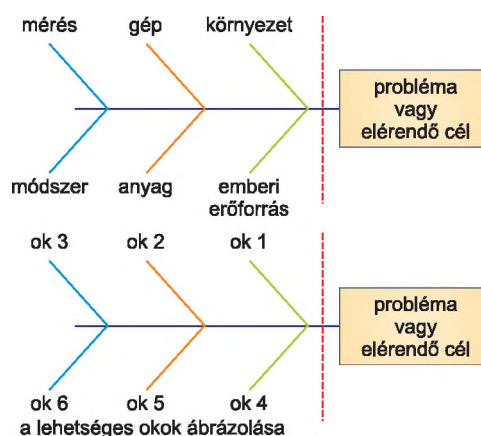 mérés gép környezet
probléma
vagy
elérendő cél
módszer anyag emberi
erőforrás
ok 3 ok 2 ok 1
probléma
vagy
elérendő cél
ok 6 ok 5 ok 4
a lehetséges okok ábrázolása